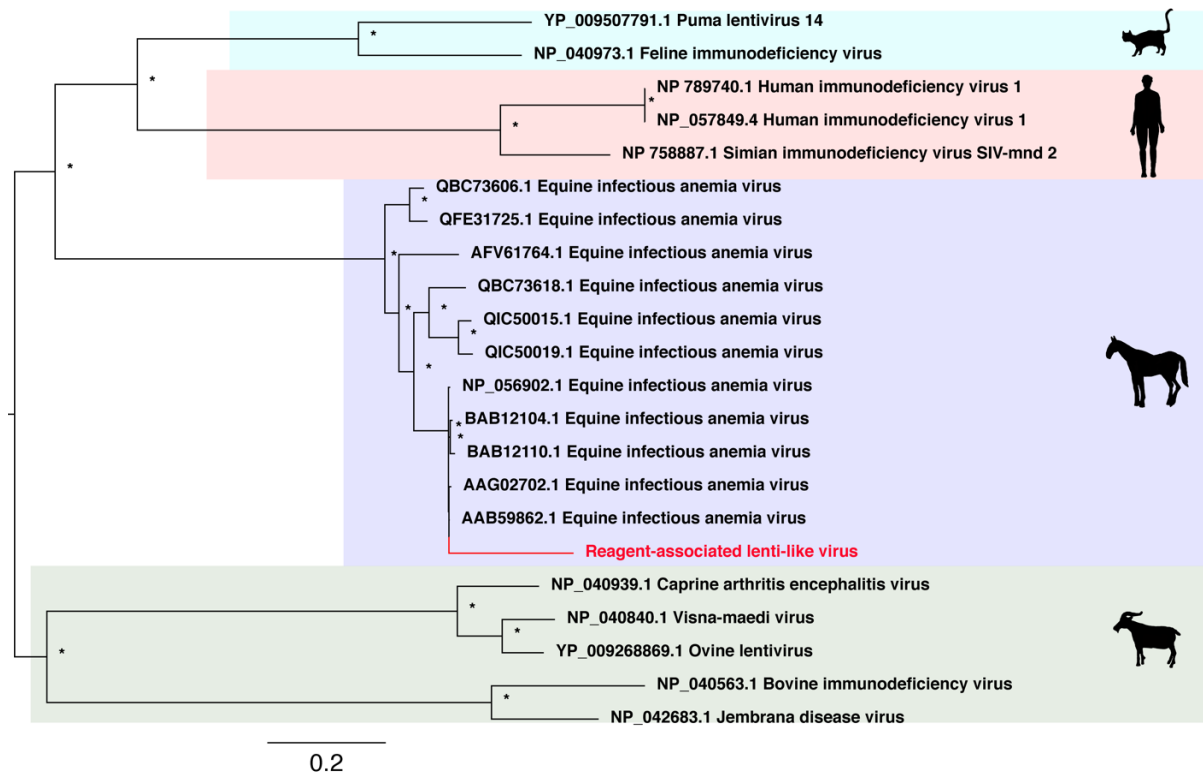 YP_009507791.1 Puma lentivirus 14
*
NP_040973.1 Feline immunodeficiency virus
*
NP 789740.1 Human immunodeficiency virus 1
*
NP_057849.4 Human immunodeficiency virus 1
*
NP 758887.1 Simian immunodeficiency virus SIV-mnd 2
*
QBC73606.1 Equine infectious anemia virus
*
QFE31725.1 Equine infectious anemia virus
*
AFV61764.1 Equine infectious anemia virus
QBC73618.1 Equine infectious anemia virus
* *
QIC50015.1 Equine infectious anemia virus
*
QIC50019.1 Equine infectious anemia virus
*
NP_056902.1 Equine infectious anemia virus
BAB12104.1 Equine infectious anemia virus
*
*
BAB12110.1 Equine infectious anemia virus
AAG02702.1 Equine infectious anemia virus
AAB59862.1 Equine infectious anemia virus
Reagent-associated lenti-like virus
NP_040939.1 Caprine arthritis encephalitis virus
*
NP_040840.1 Visna-maedi virus
*
YP_009268869.1 Ovine lentivirus
*
NP_040563.1 Bovine immunodeficiency virus
*
NP_042683.1 Jembrana disease virus
0.2